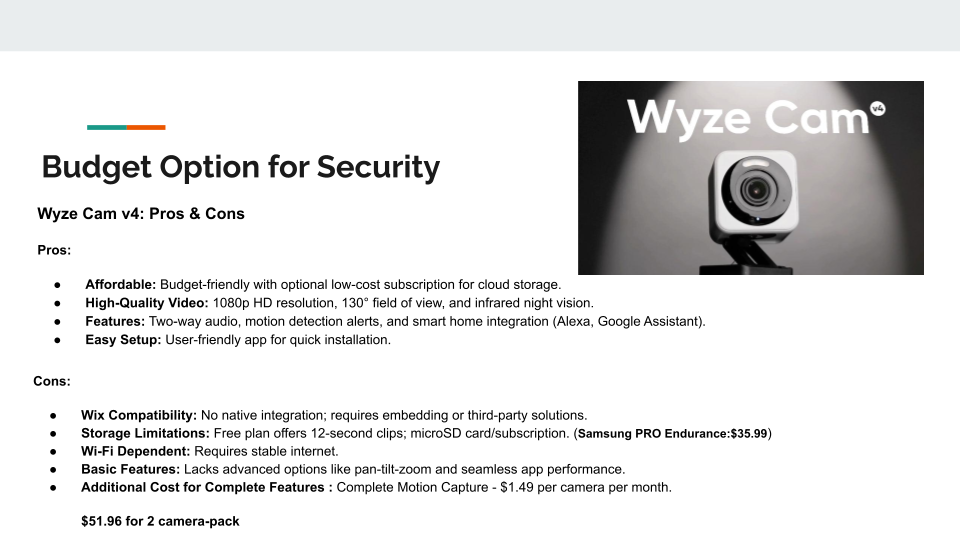 Wyze Cam v4
Budget Option for Security
Wyze Cam v4: Pros & Cons
Pros:
● Affordable: Budget-friendly with optional low-cost subscription for cloud storage.
● High-Quality Video: 1080p HD resolution, 130° field of view, and infrared night vision.
● Features: Two-way audio, motion detection alerts, and smart home integration (Alexa, Google Assistant).
● Easy Setup: User-friendly app for quick installation.
Cons:
● Wix Compatibility: No native integration; requires embedding or third-party solutions.
● Storage Limitations: Free plan offers 12-second clips; microSD card/subscription. (Samsung PRO Endurance:$35.99)
● Wi-Fi Dependent: Requires stable internet.
● Basic Features: Lacks advanced options like pan-tilt-zoom and seamless app performance.
● Additional Cost for Complete Features : Complete Motion Capture - $1.49 per camera per month.
$51.96 for 2 camera-pack